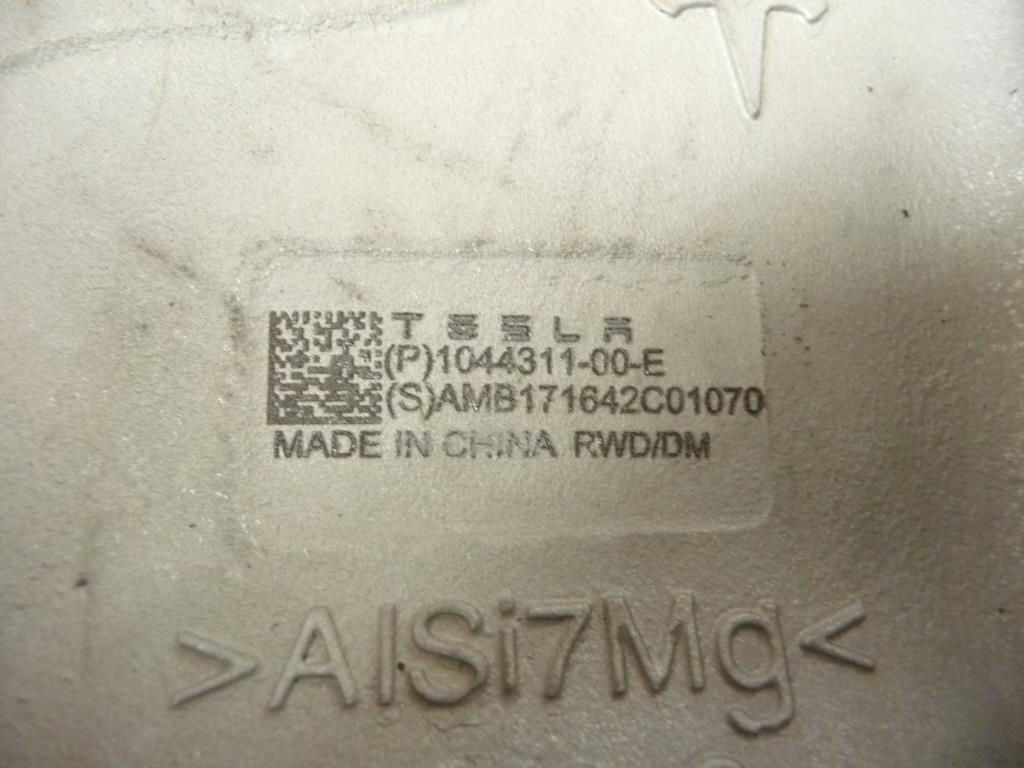 TESLA
(P)1044311-00-E
(S)AMB171642C01070
MADE IN CHINA RWD/DM
>AlSi7Mg<